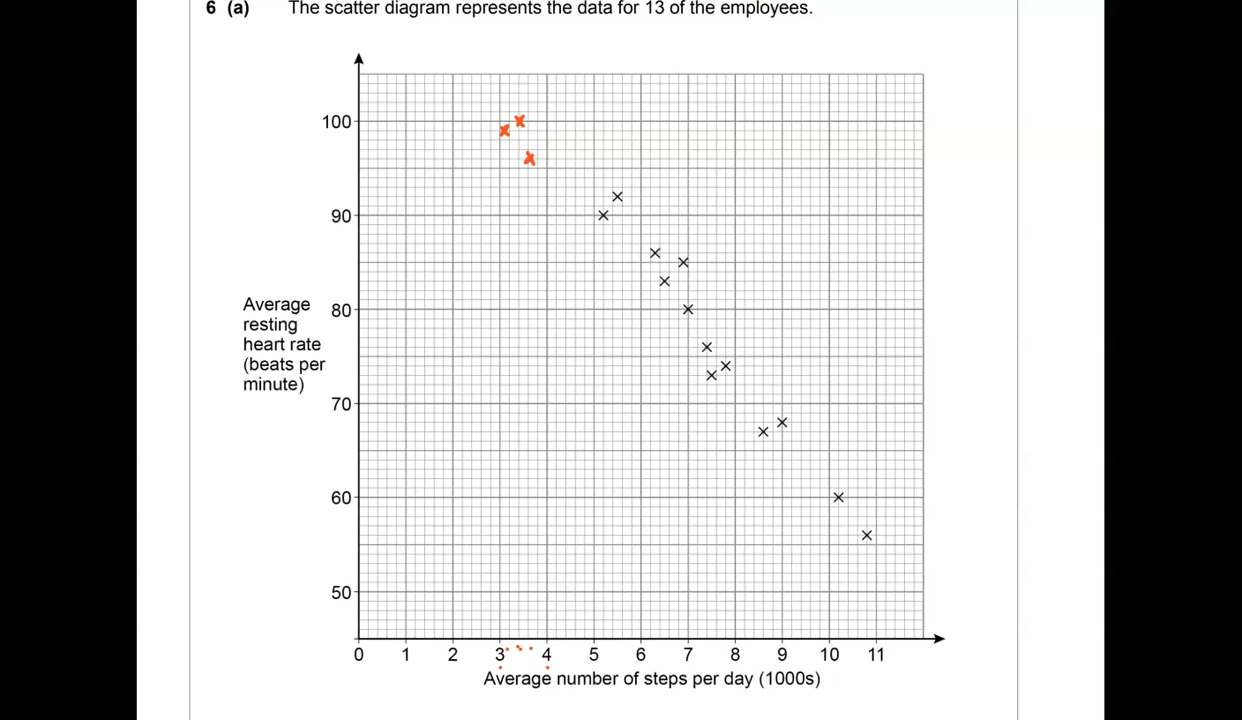 6 (a) The scatter diagram represents the data for 13 of the employees.
100
90
80
70
60
50
Average
resting
heart rate
(beats per
minute)
0 1 2 3 4 5 6 7 8 9 10 11
Average number of steps per day (1000s)